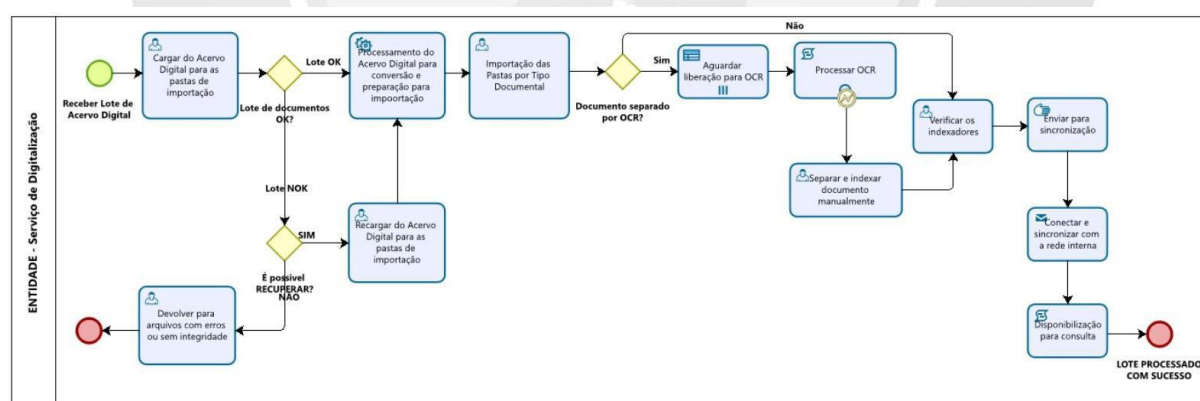 ENTIDADE - Serviço de Digitalização
Receber Lote de
Acervo Digital
Cargar do Acervo
Digital para as
pastas de
importação
Lote OK
Lote de documentos
OK?
Processamento do
Acervo Digital para
conversão e
preparação para
impoortação
Importação das
Pastas por Tipo
Documental
Documento separado
por OCR?
Não
Sim
Aguardar
liberação para OCR
Processar OCR
Verificar os
indexadores
Enviar para
sincronização
Separar e indexar
documento
manualmente
Lote NOK
SIM
É possivel
RECUPERAR?
NÃO
Recargar do Acervo
Digital para as
pastas de
importação
Conectar e
sincronizar com
a rede interna
Devolver para
arquivos com erros
ou sem integridade
Disponibilização
para consulta
LOTE PROCESSADO
COM SUCESSO